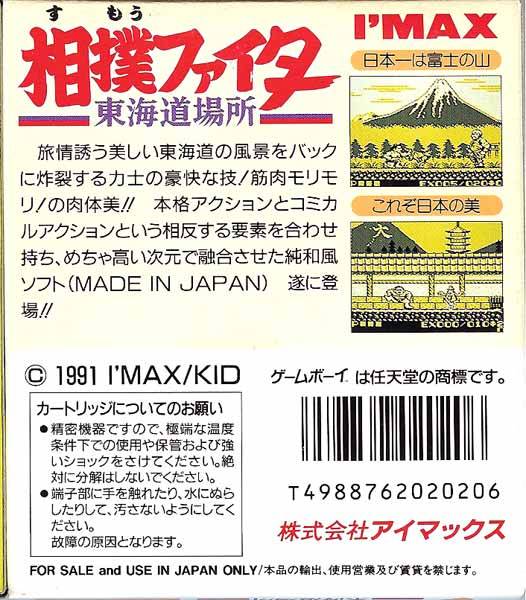 すもう
相撲ファイター
東海道場所
I'MAX
日本一は富士の山
EX005/0201
これぞ日本の美
大
EX000/010
旅情誘う美しい東海道の風景をバック
に炸裂する力士の豪快な技!筋肉モリモ
リ!の肉体美!! 本格アクションとコミカ
ルアクションという相反する要素を合わせ
持ち、めちゃ高い次元で融合させた純和風
ソフト(MADE IN JAPAN) 遂に登
場!!
© 1991 I'MAX/KID
ゲームボーイ™は任天堂の商標です。
カートリッジについてのお願い
●精密機器ですので、極端な温度
条件下での使用や保管および強
いショックをさけてください。絶
対に分解はしないでください。
●端子部に手を触れたり、水にぬら
したりして、汚さないようにしてく
ださい。
故障の原因となります。
T4988762020206
株式会社アイマックス
FOR SALE and USE IN JAPAN ONLY/本品の輸出、使用営業及び賃貸を禁じます。